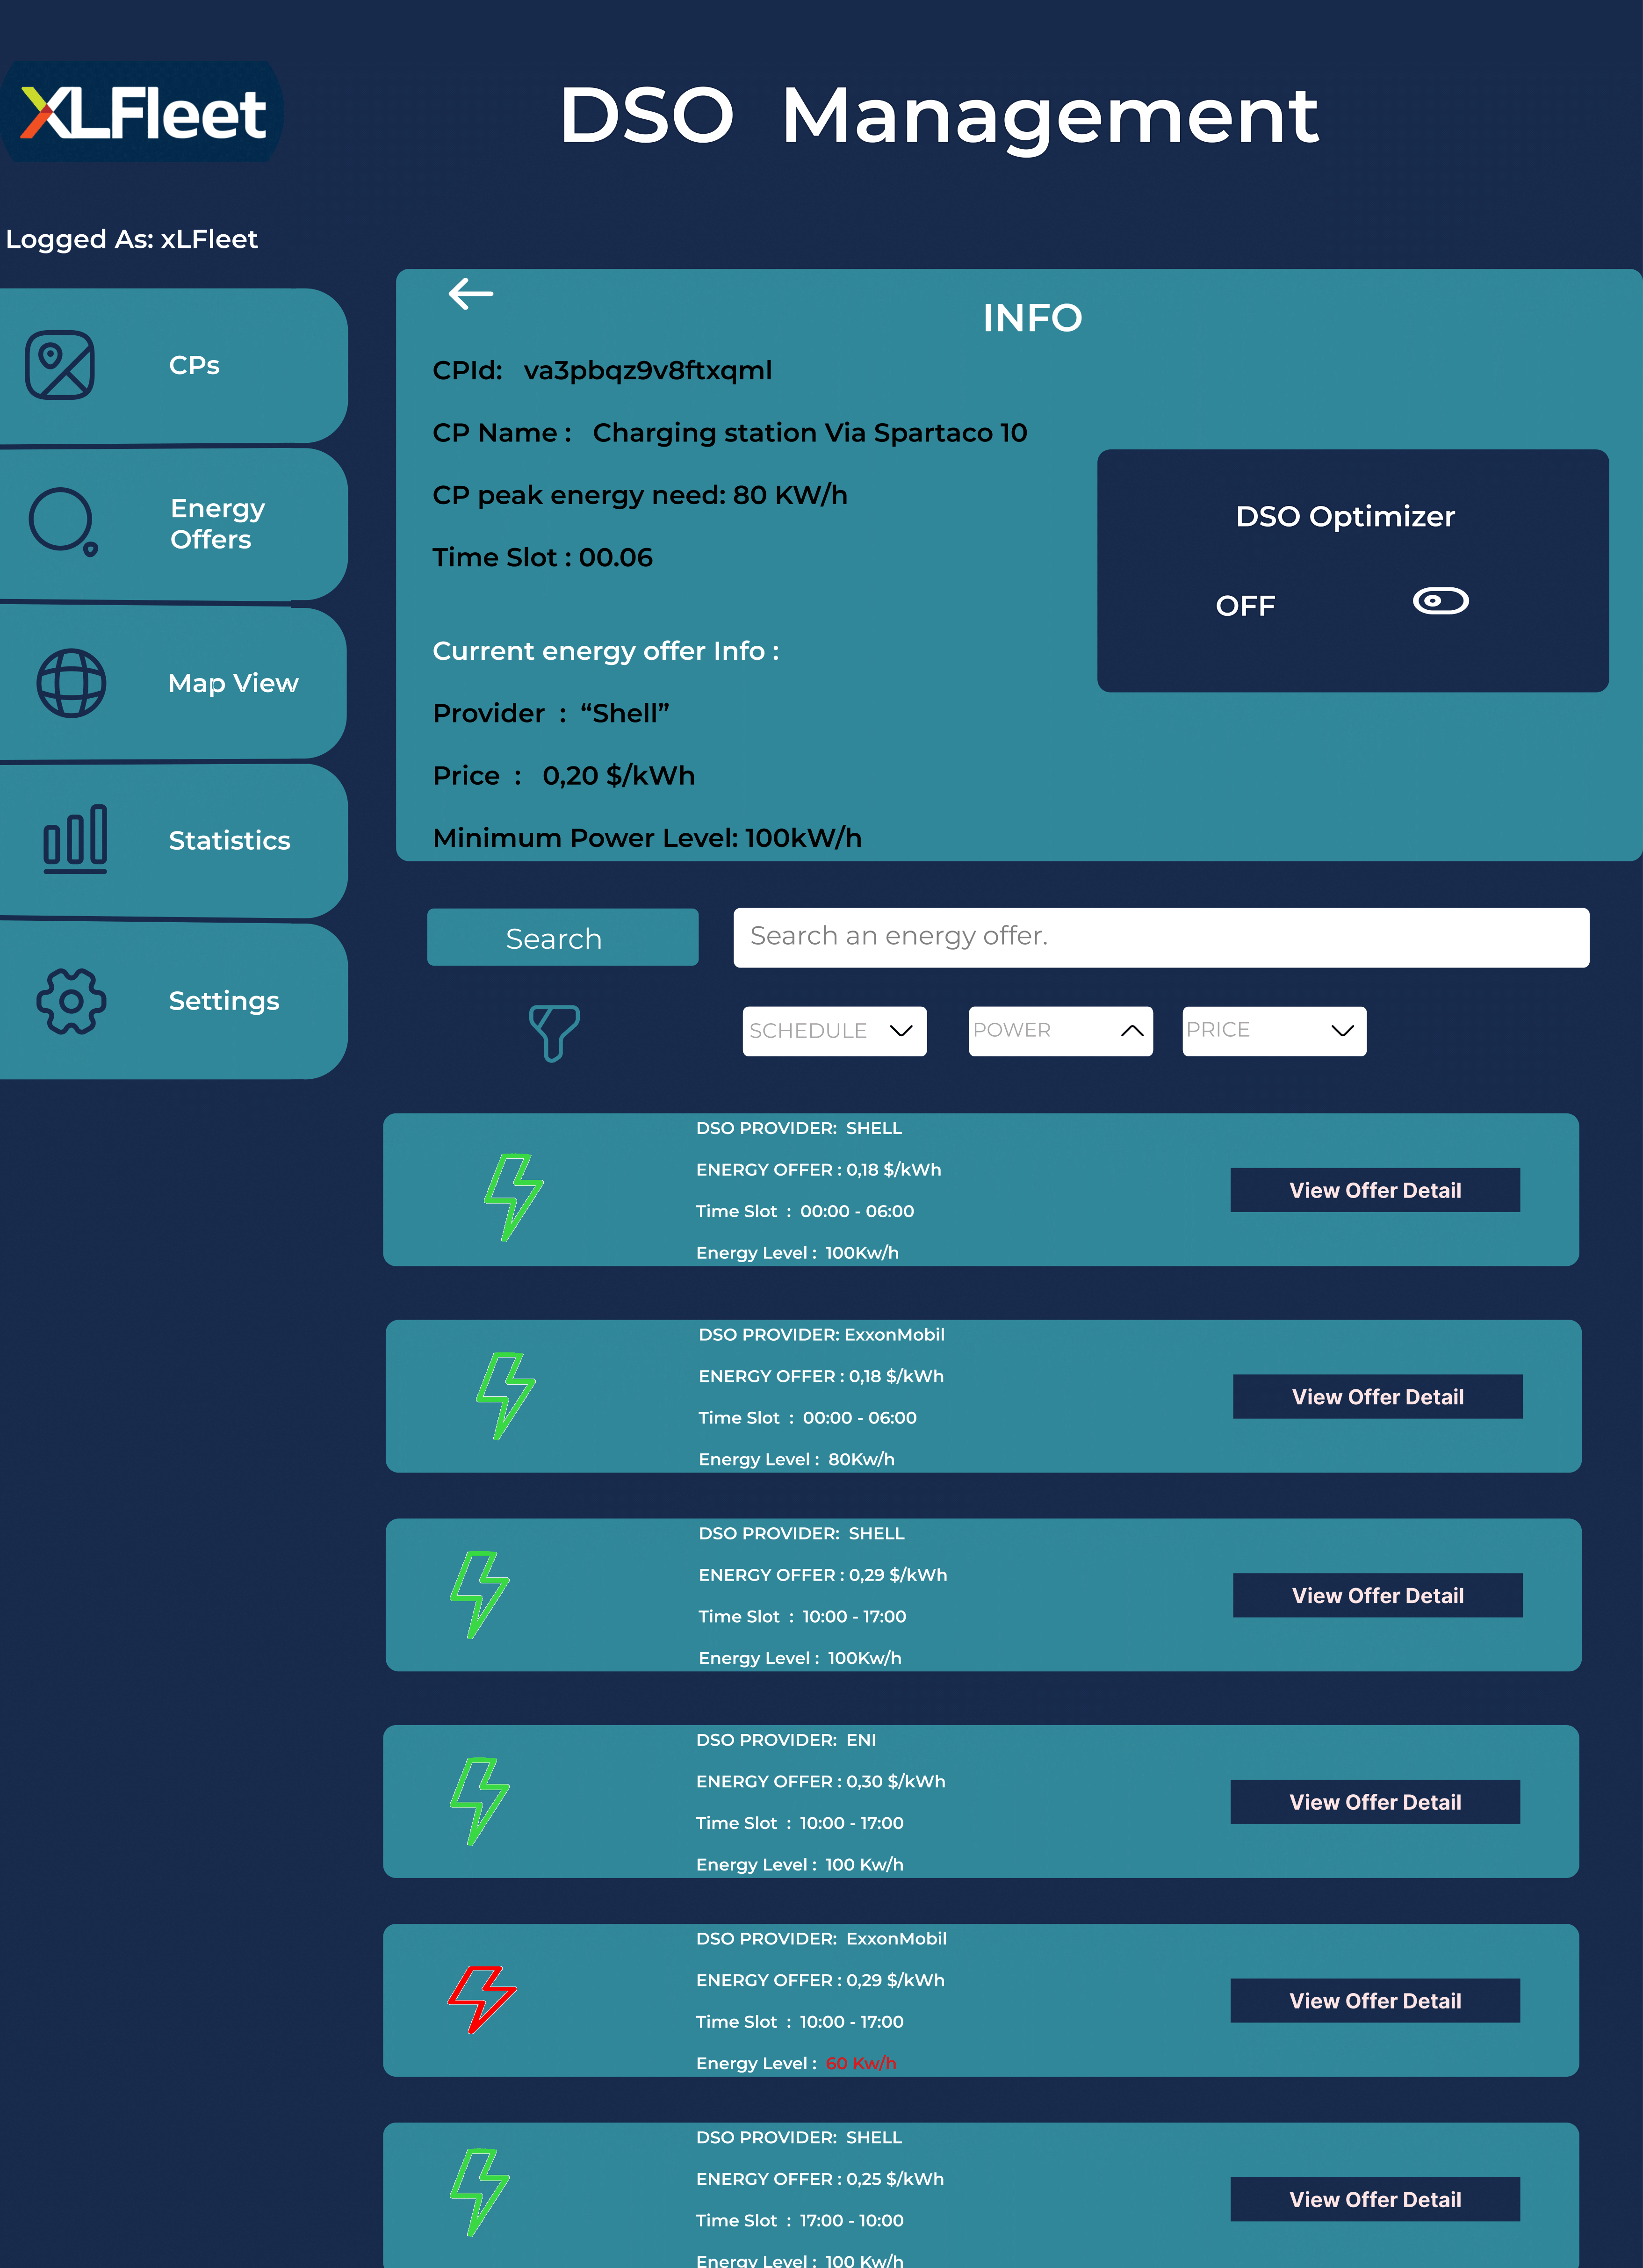 XLFleet
DSO Management
Logged As: xLFleet
CPs
Energy
Offers
Map View
Statistics
Settings
INFO
CPId: va3pbqz9v8ftxqml
CP Name : Charging station Via Spartaco 10
CP peak energy need: 80 KW/h
Time Slot : 00.06
DSO Optimizer
OFF
Current energy offer Info :
Provider : “Shell”
Price : 0,20 $/kWh
Minimum Power Level: 100kW/h
Search
Search an energy offer.
SCHEDULE
POWER
PRICE
DSO PROVIDER: SHELL
ENERGY OFFER : 0,18 $/kWh
Time Slot : 00:00 - 06:00
Energy Level : 100Kw/h
View Offer Detail
DSO PROVIDER: ExxonMobil
ENERGY OFFER : 0,18 $/kWh
Time Slot : 00:00 - 06:00
Energy Level : 80Kw/h
View Offer Detail
DSO PROVIDER: SHELL
ENERGY OFFER : 0,29 $/kWh
Time Slot : 10:00 - 17:00
Energy Level : 100Kw/h
View Offer Detail
DSO PROVIDER: ENI
ENERGY OFFER : 0,30 $/kWh
Time Slot : 10:00 - 17:00
Energy Level : 100 Kw/h
View Offer Detail
DSO PROVIDER: ExxonMobil
ENERGY OFFER : 0,29 $/kWh
Time Slot : 10:00 - 17:00
Energy Level : 60 Kw/h
View Offer Detail
DSO PROVIDER: SHELL
ENERGY OFFER : 0,25 $/kWh
Time Slot : 17:00 - 10:00
Energy Level : 100 Kw/h
View Offer Detail